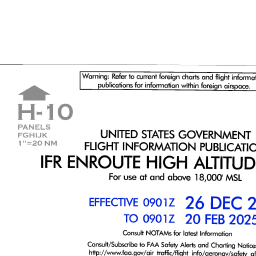 Warning: Refer to current foreign charts and flight
publications for information within foreign airspace.
H-10
PANELS
FGHIJK
1"=20 NM
UNITED STATES GOVERNMENT
FLIGHT INFORMATION PUBLICATIO
IFR ENROUTE HIGH ALTITUD
For use at and above 18,000' MSL
EFFECTIVE 0901Z 26 DEC 2
TO 0901Z 20 FEB 2025
Consult NOTAMs for latest information
Consult/Subscribe to FAA Safety Alerts and Charting Notice
http://www.faa.gov/air_traffic/flight_info/aeronav/safety_al